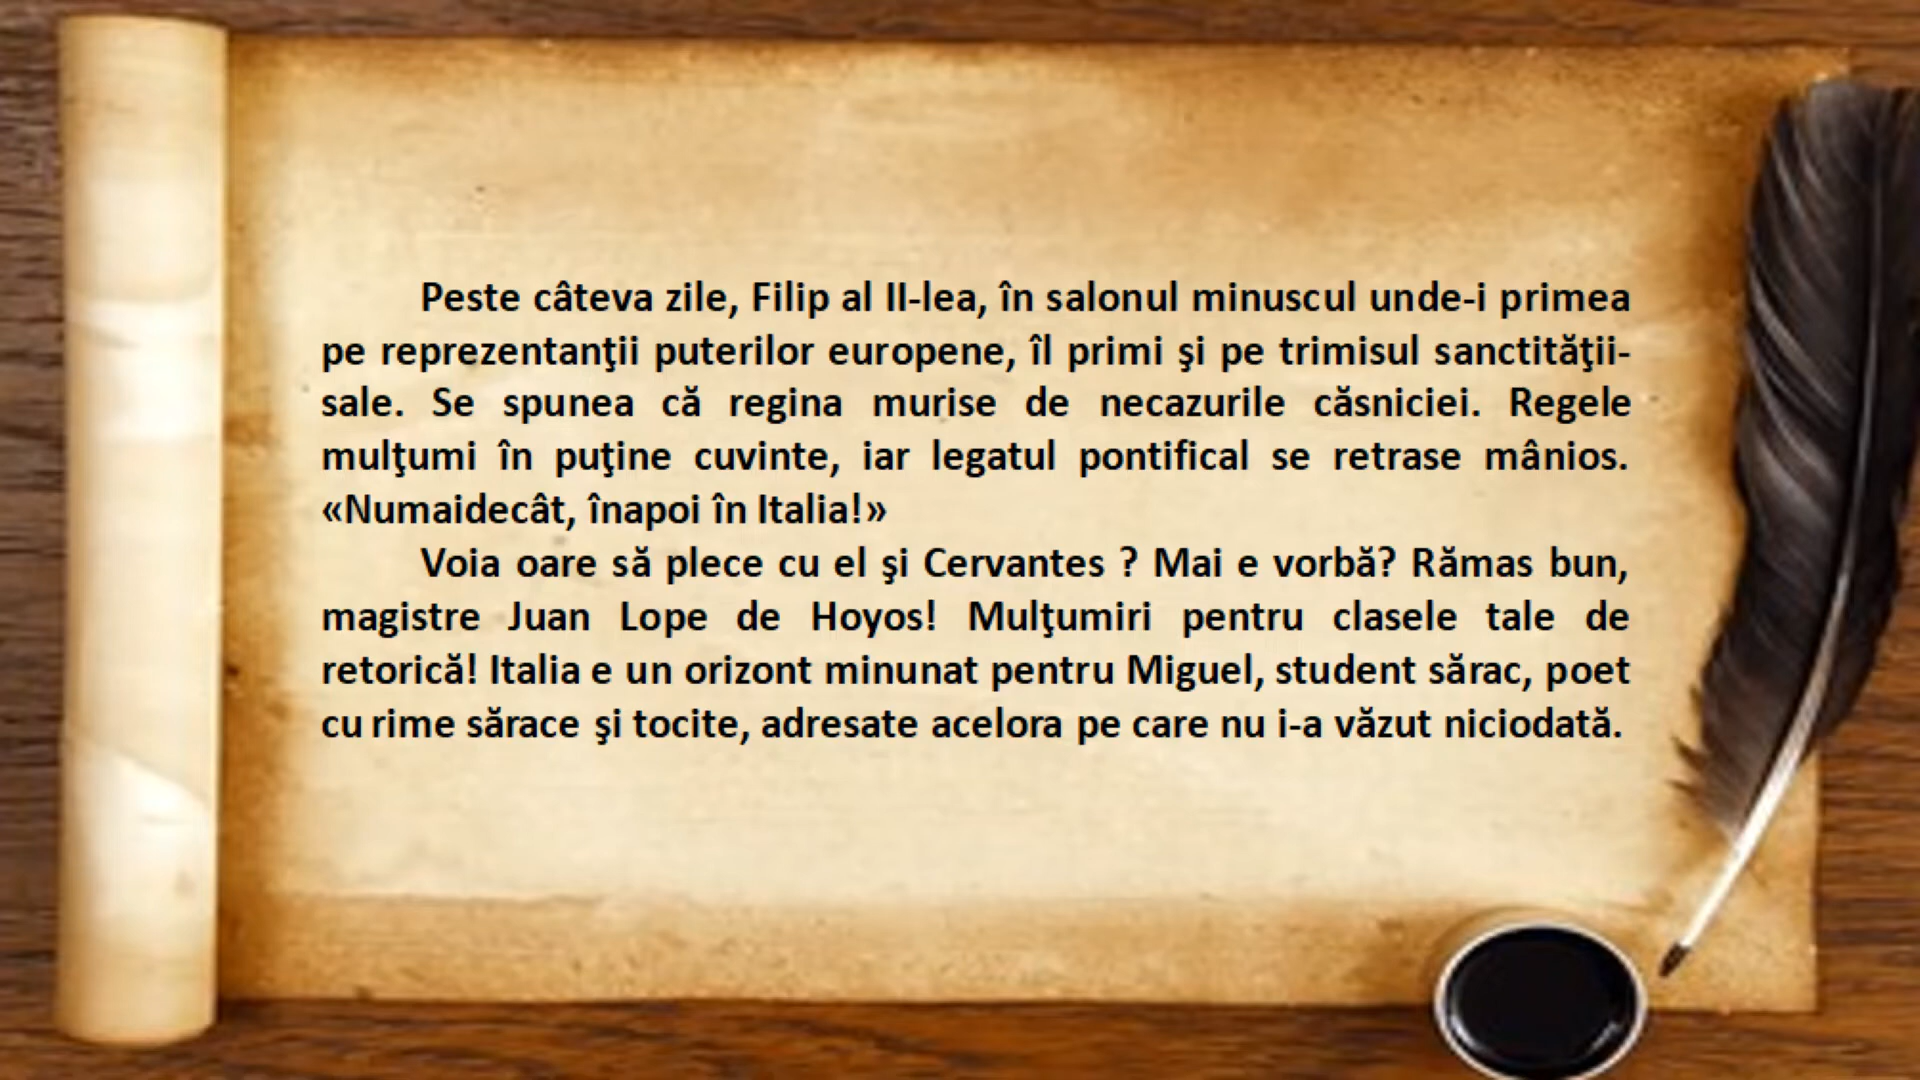 Peste câteva zile, Filip al II-lea, în salonul minuscul unde-i primea
pe reprezentanţii puterilor europene, îl primi şi pe trimisul sanctităţii-
sale. Se spunea că regina murise de necazurile căsniciei. Regele
mulţumi în puţine cuvinte, iar legatul pontifical se retrase mânios.
«Numaidecât, înapoi în Italia!»
Voia oare să plece cu el şi Cervantes ? Mai e vorbă? Rămas bun,
magistre Juan Lope de Hoyos! Mulţumiri pentru clasele tale de
retorică! Italia e un orizont minunat pentru Miguel, student sărac, poet
cu rime sărace şi tocite, adresate acelora pe care nu i-a văzut niciodată.